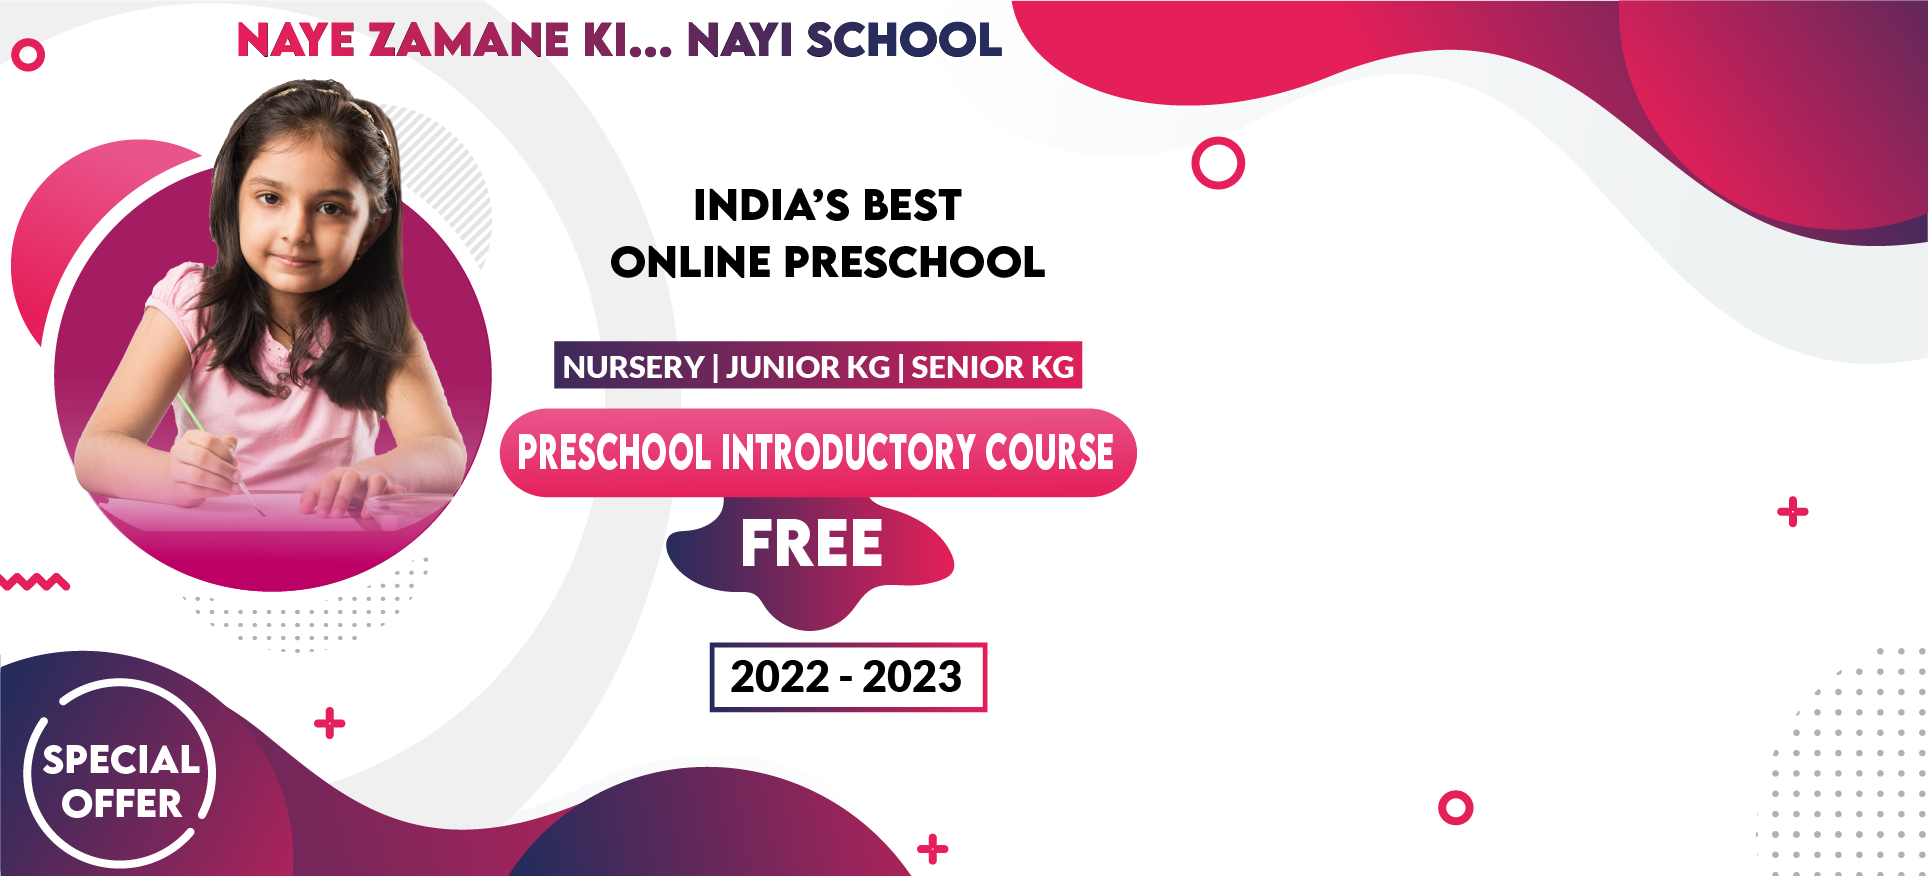 NAYE ZAMANE KI... NAYI SCHOOL
INDIA'S BEST
ONLINE PRESCHOOL
NURSERY | JUNIOR KG | SENIOR KG
PRESCHOOL INTRODUCTORY COURSE
FREE
2022 - 2023
SPECIAL
OFFER